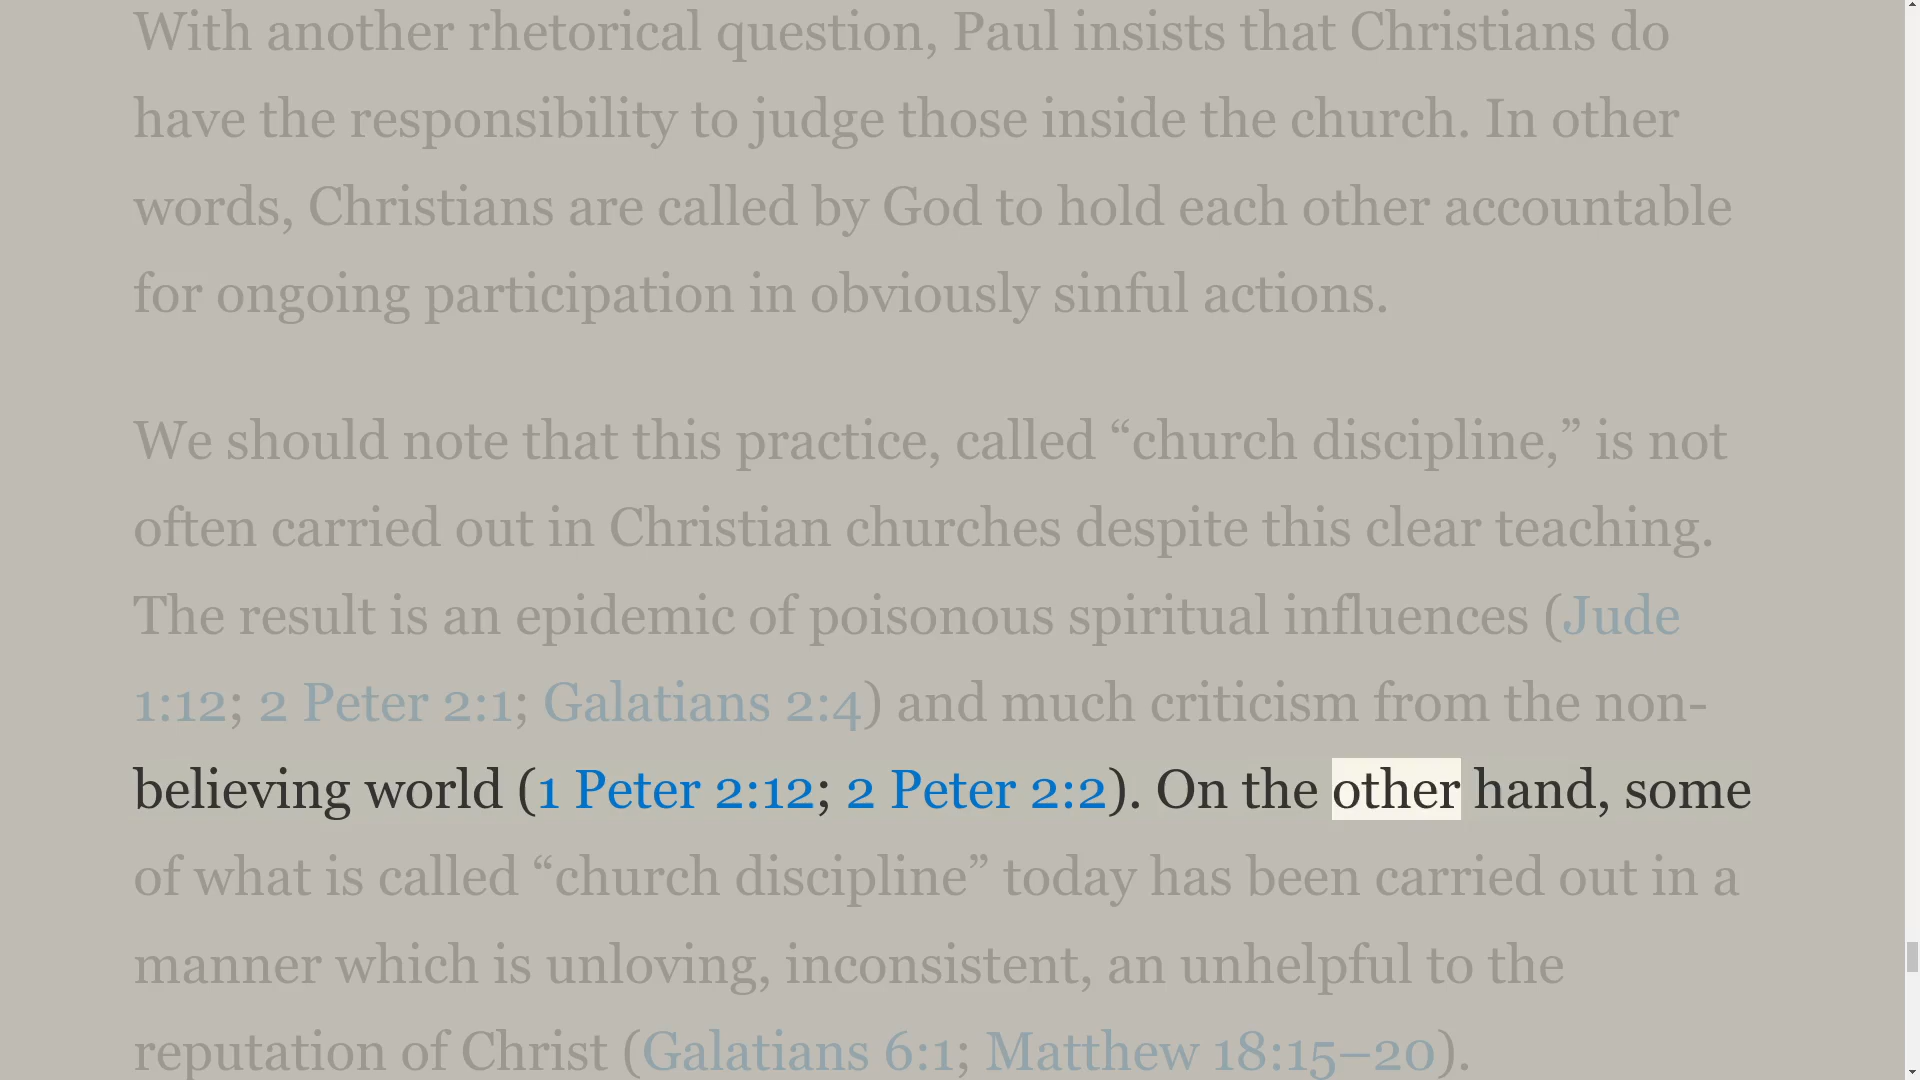 With another rhetorical question, Paul insists that Christians do
have the responsibility to judge those inside the church. In other
words, Christians are called by God to hold each other accountable
for ongoing participation in obviously sinful actions.
We should note that this practice, called “church discipline,” is not
often carried out in Christian churches despite this clear teaching.
The result is an epidemic of poisonous spiritual influences (Jude
1:12; 2 Peter 2:1; Galatians 2:4) and much criticism from the non-
believing world (1 Peter 2:12; 2 Peter 2:2). On the other hand, some
of what is called “church discipline” today has been carried out in a
manner which is unloving, inconsistent, an unhelpful to the
reputation of Christ (Galatians 6:1; Matthew 18:15–20).